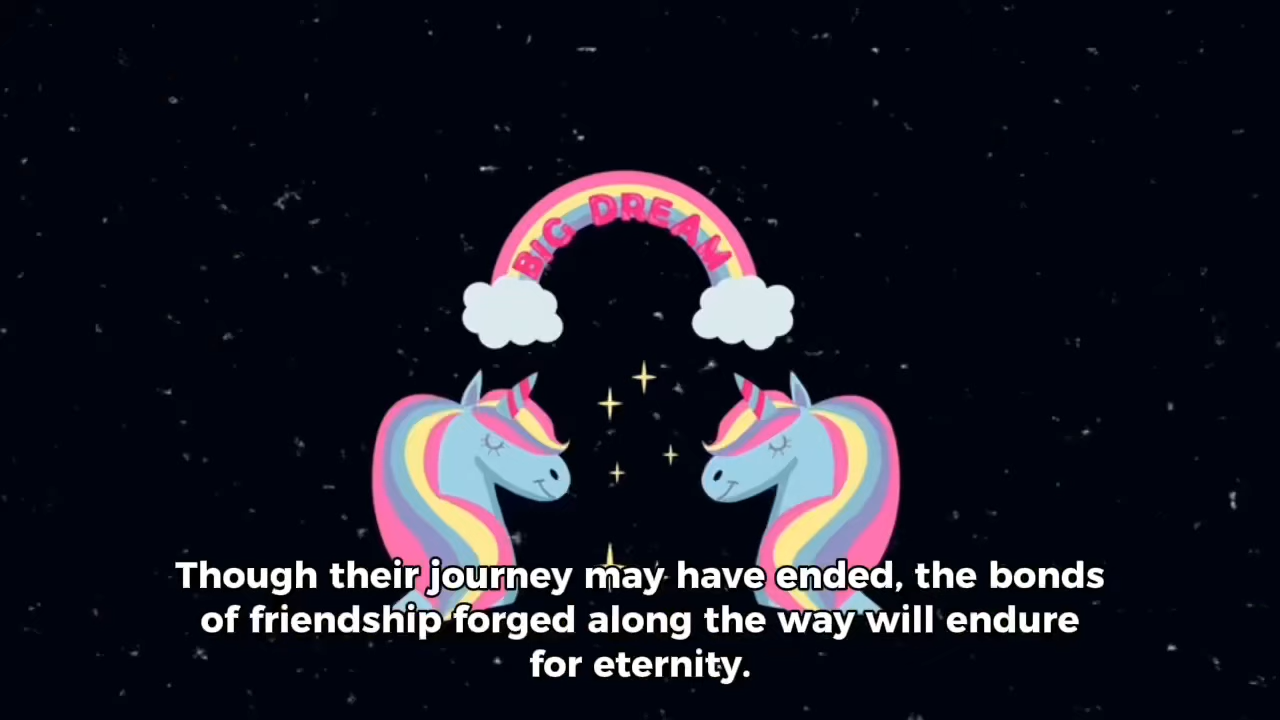 BIG DREAM
Though their journey may have ended, the bonds
of friendship forged along the way will endure
for eternity.